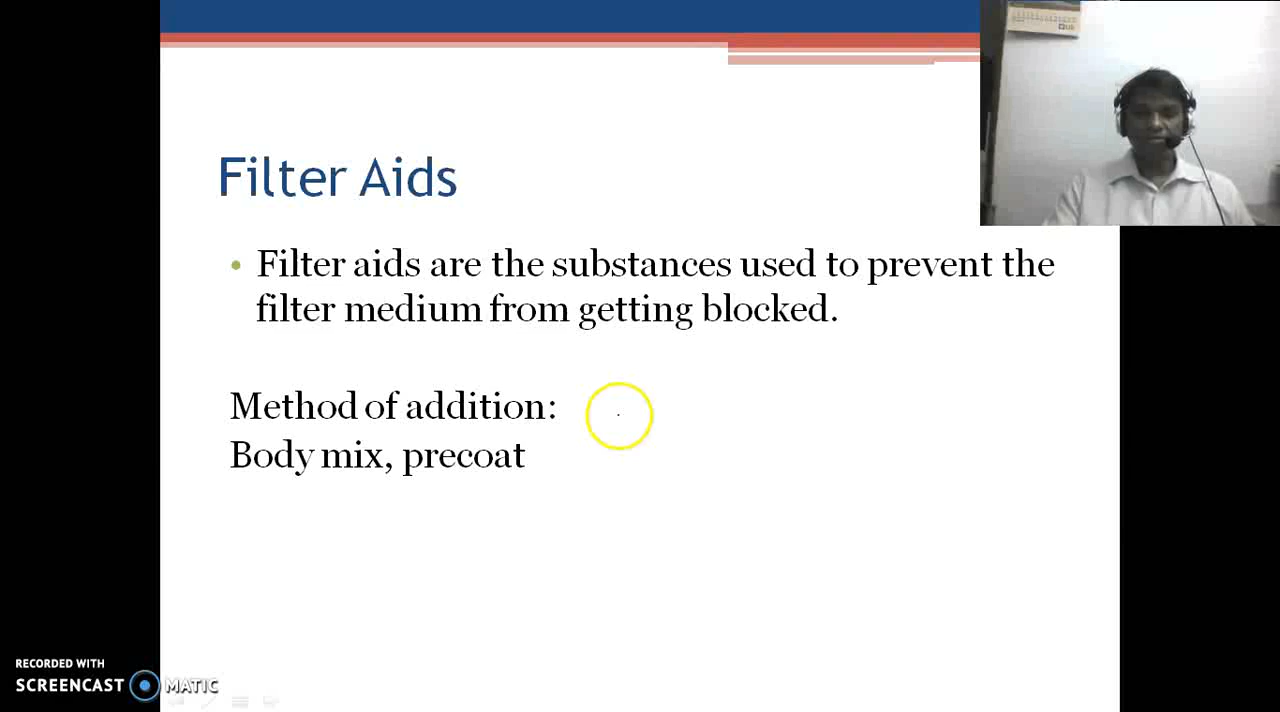 Filter Aids
• Filter aids are the substances used to prevent the
filter medium from getting blocked.
Method of addition:
Body mix, precoat
RECORDED WITH
SCREENCAST MATIC